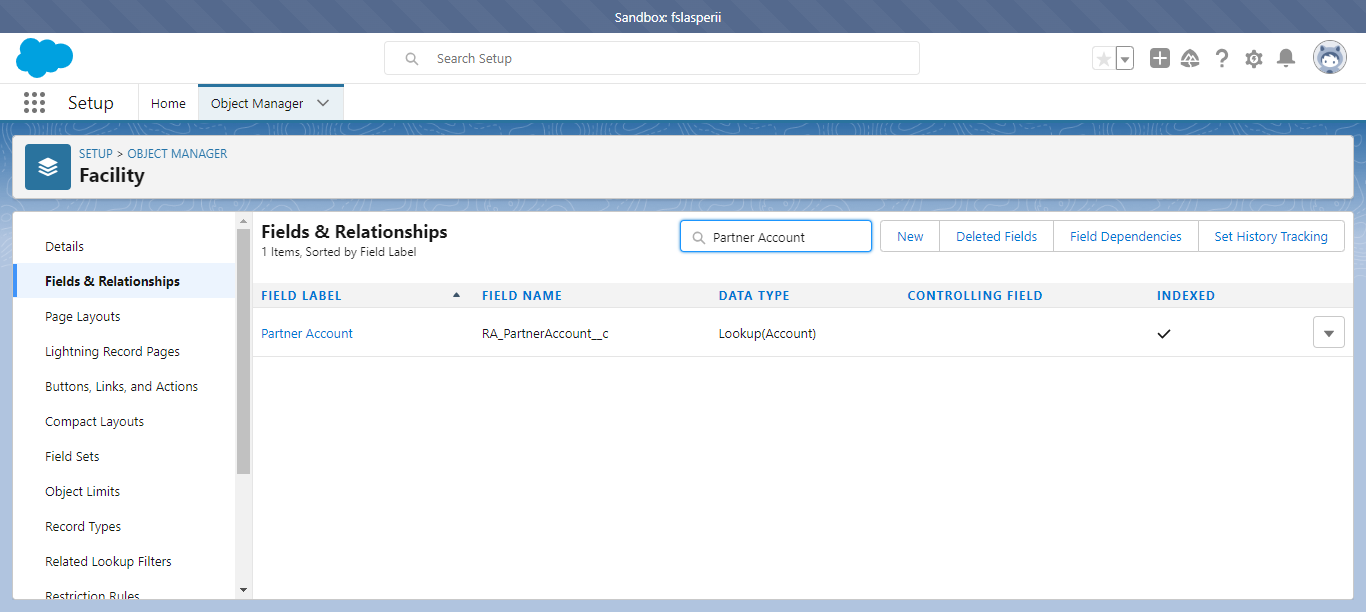 Sandbox: fslasperii
Search Setup
Setup
Home
Object Manager
SETUP > OBJECT MANAGER
Facility
Details
Fields & Relationships
Page Layouts
Lightning Record Pages
Buttons, Links, and Actions
Compact Layouts
Field Sets
Object Limits
Record Types
Related Lookup Filters
Restriction Rules
Fields & Relationships
1 Items, Sorted by Field Label
Partner Account
New
Deleted Fields
Field Dependencies
Set History Tracking
FIELD LABEL FIELD NAME DATA TYPE CONTROLLING FIELD INDEXED
Partner Account RA_PartnerAccount__c Lookup(Account)